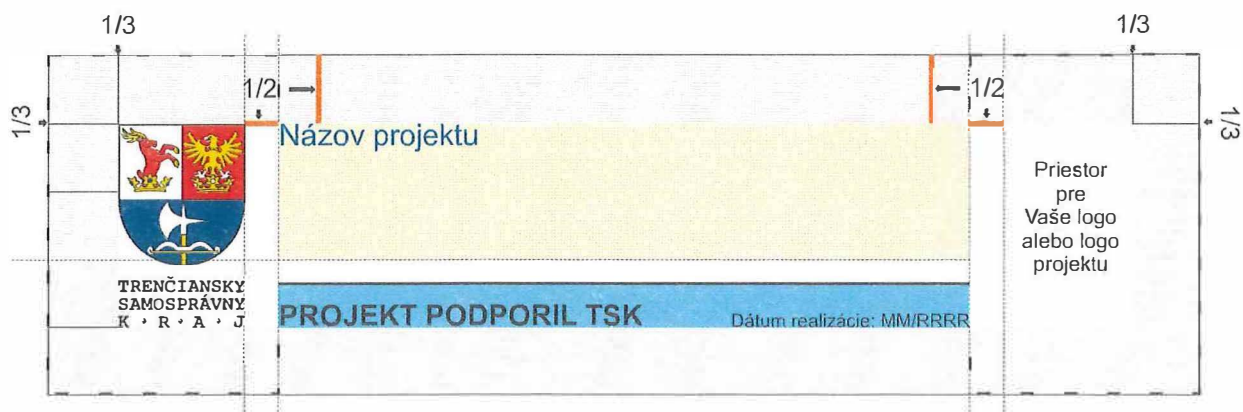 1/3
1/3
1/2
1/2
1/3
Názov projektu
1/3
Priestor
pre
Vaše logo
alebo logo
projektu
TRENČIANSKY
SAMOSPRÁVNY
K · R · A · J
PROJEKT PODPORIL TSK
Dátum realizácie: MM/RRRR